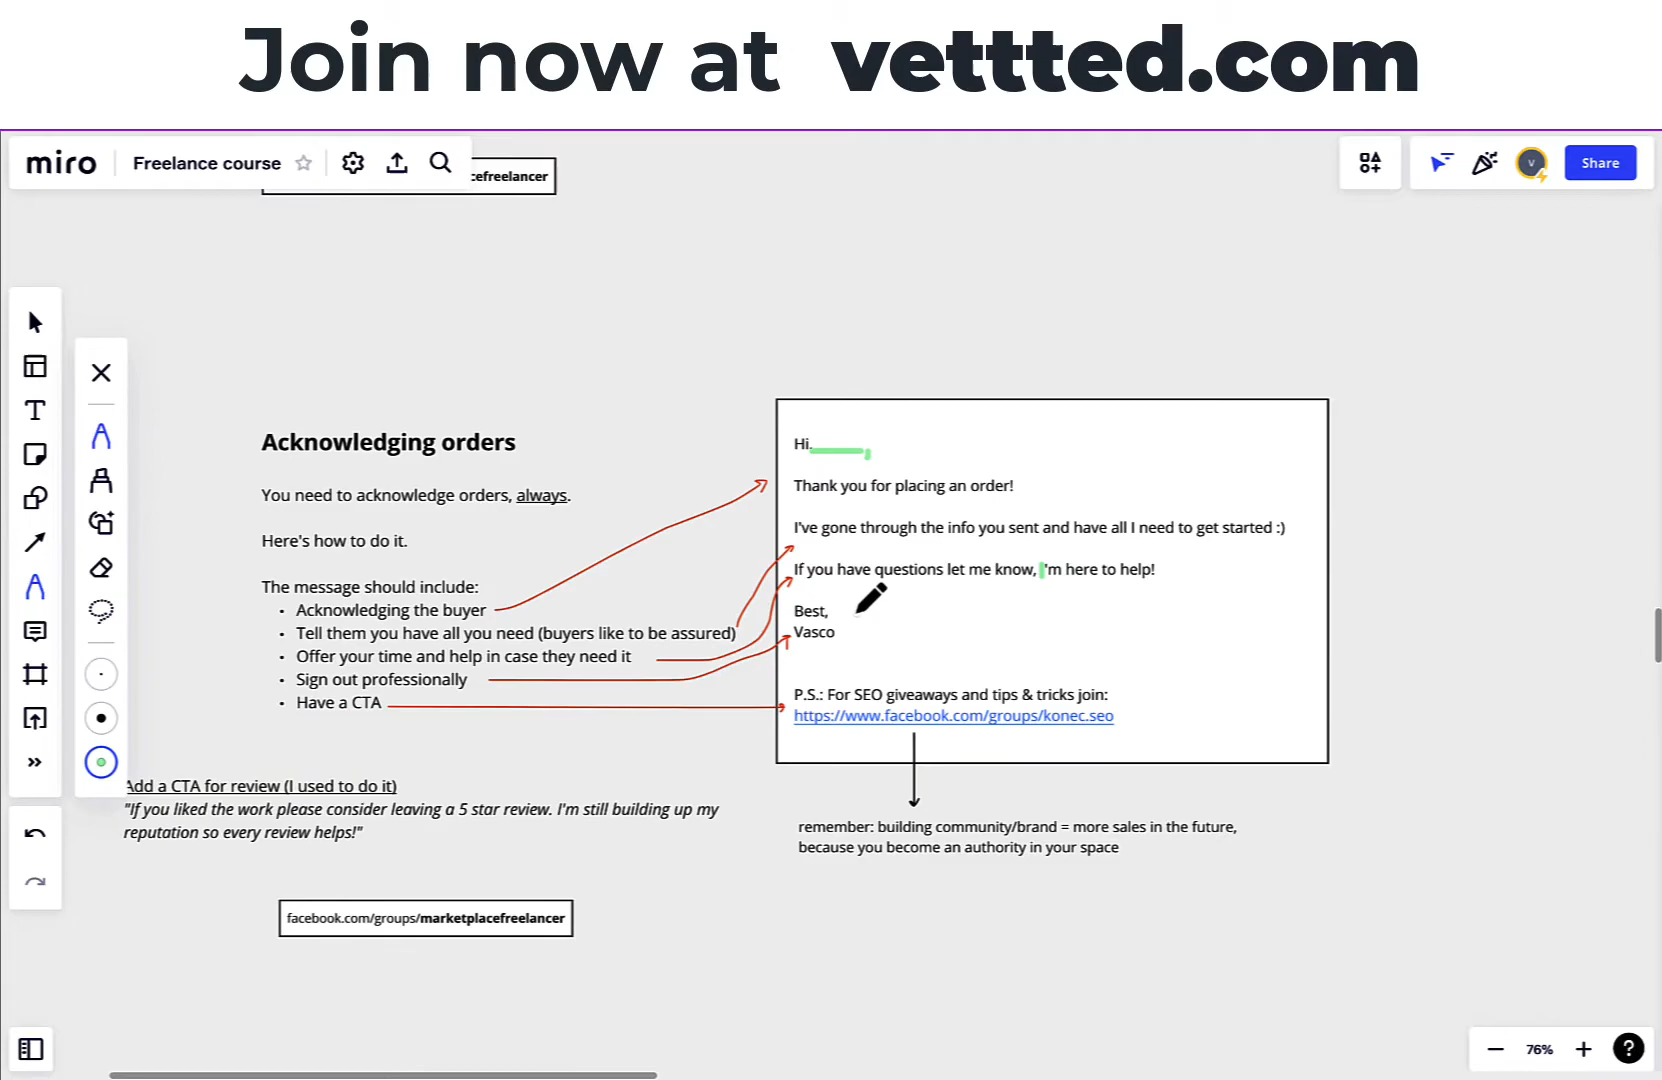 Join now at vettted.com
miro
Freelance course
cefreelancer
V
Share
Acknowledging orders
You need to acknowledge orders, always.
Here's how to do it.
The message should include:
• Acknowledging the buyer
• Tell them you have all you need (buyers like to be assured)
• Offer your time and help in case they need it
• Sign out professionally
• Have a CTA
Hi.
Thank you for placing an order!
I've gone through the info you sent and have all I need to get started :)
If you have questions let me know, I'm here to help!
Best,
Vasco
P.S.: For SEO giveaways and tips & tricks join:
https://www.facebook.com/groups/konec.seo
Add a CTA for review (I used to do it)
"If you liked the work please consider leaving a 5 star review. I'm still building up my
reputation so every review helps!"
remember: building community/brand = more sales in the future,
because you become an authority in your space
facebook.com/groups/marketplacefreelancer
76%
?